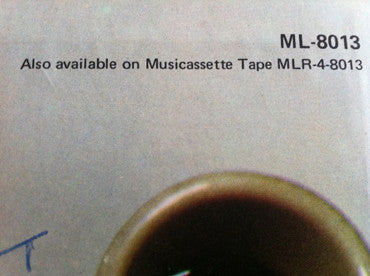 ML-8013
Also available on Musicassette Tape MLR-4-8013
T